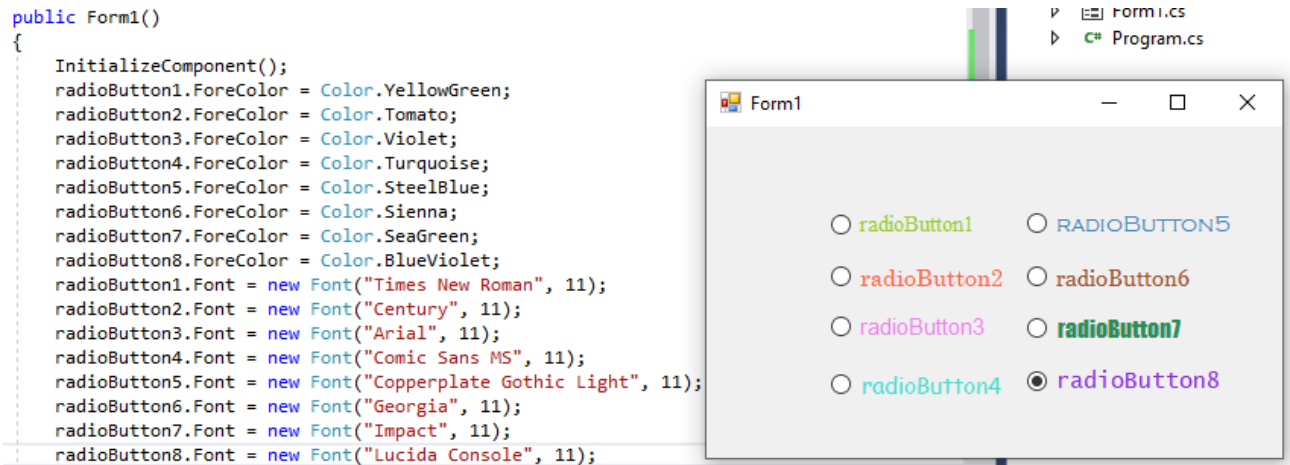 public Form1()
{
InitializeComponent();
radioButton1.ForeColor = Color.YellowGreen;
radioButton2.ForeColor = Color.Tomato;
radioButton3.ForeColor = Color.Violet;
radioButton4.ForeColor = Color.Turquoise;
radioButton5.ForeColor = Color.SteelBlue;
radioButton6.ForeColor = Color.Sienna;
radioButton7.ForeColor = Color.SeaGreen;
radioButton8.ForeColor = Color.BlueViolet;
radioButton1.Font = new Font("Times New Roman", 11);
radioButton2.Font = new Font("Century", 11);
radioButton3.Font = new Font("Arial", 11);
radioButton4.Font = new Font("Comic Sans MS", 11);
radioButton5.Font = new Font("Copperplate Gothic Light", 11);
radioButton6.Font = new Font("Georgia", 11);
radioButton7.Font = new Font("Impact", 11);
radioButton8.Font = new Font("Lucida Console", 11);
Form1.cs
C# Program.cs
Form1
radioButton1
radioButton2
radioButton3
radioButton4
radioButton5
radioButton6
radioButton7
radioButton8